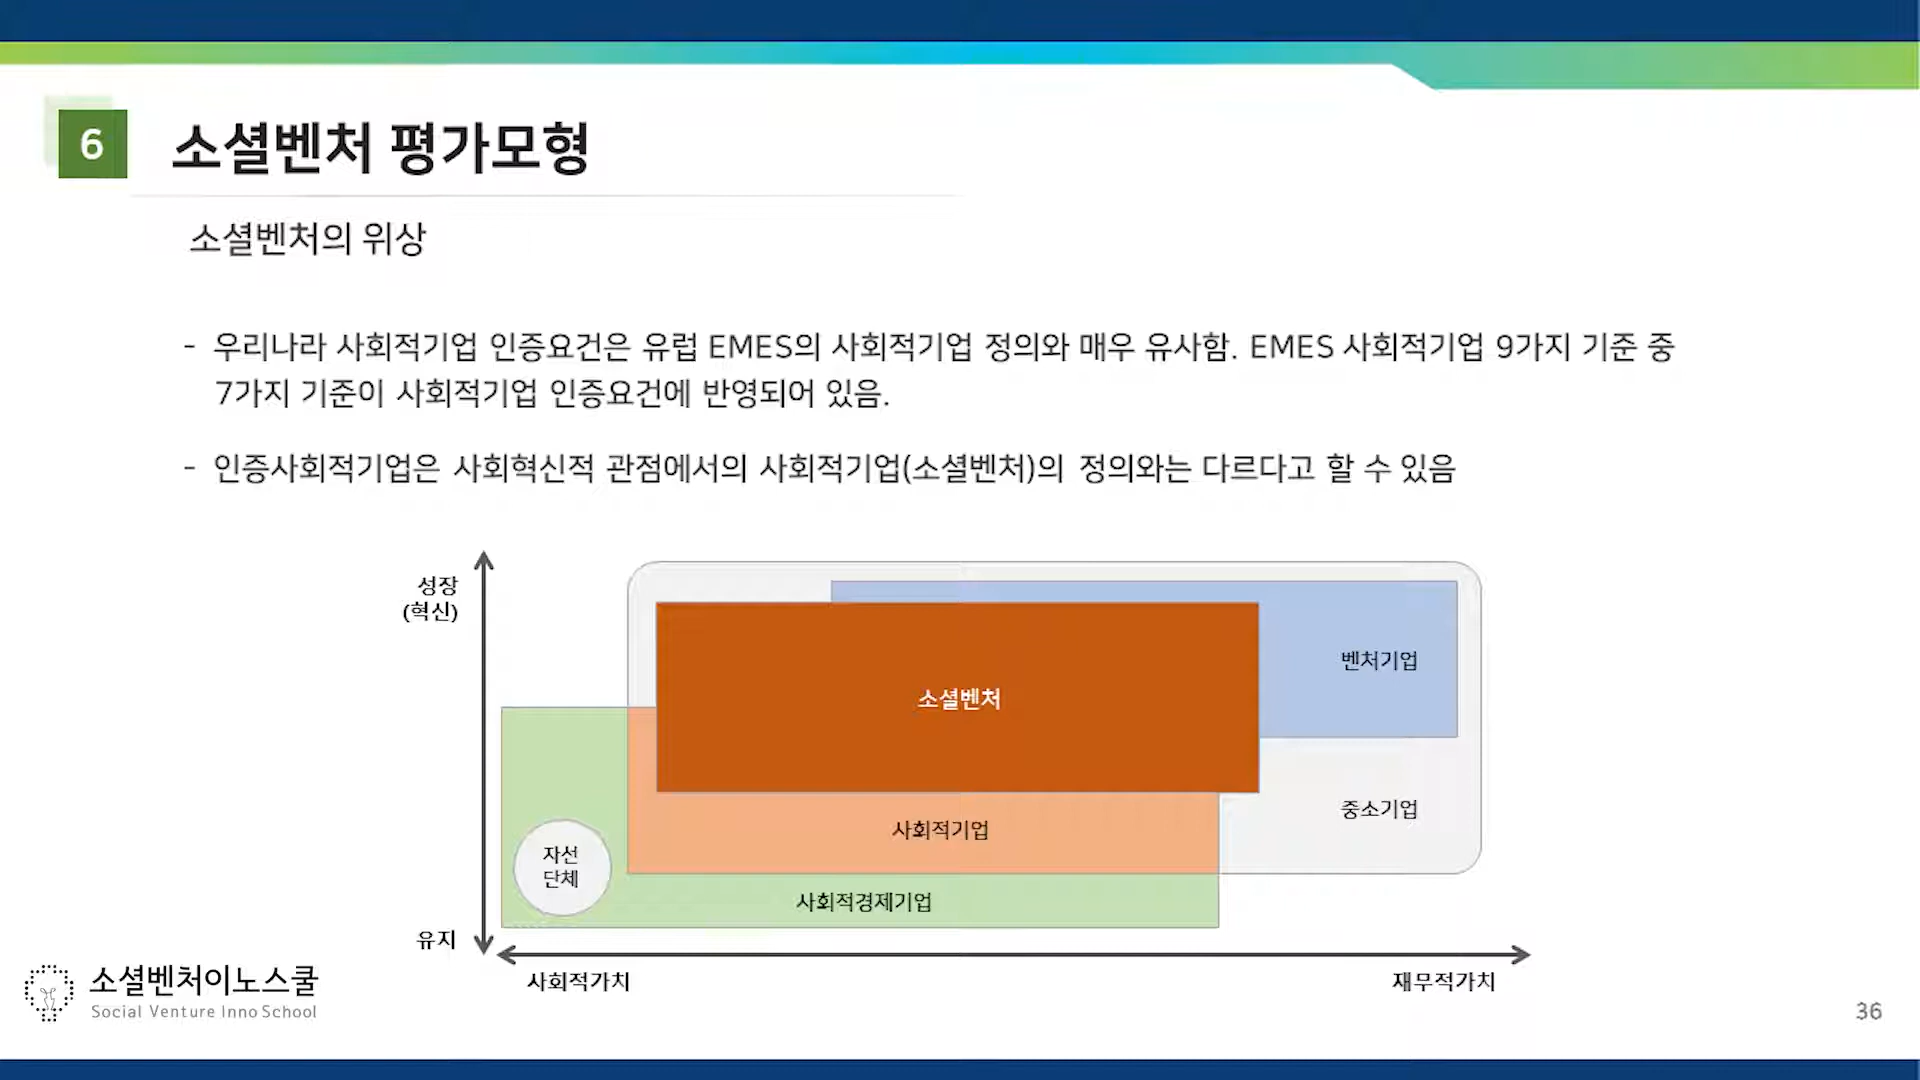 6
소셜벤처 평가모형
소셜벤처의 위상
- 우리나라 사회적기업 인증요건은 유럽 EMES의 사회적기업 정의와 매우 유사함. EMES 사회적기업 9가지 기준 중
7가지 기준이 사회적기업 인증요건에 반영되어 있음.
- 인증사회적기업은 사회혁신적 관점에서의 사회적기업(소셜벤처)의 정의와는 다르다고 할 수 있음
성장
(혁신)
벤처기업
소셜벤처
중소기업
사회적기업
자선
단체
사회적경제기업
유지
사회적가치
재무적가치
소셜벤처이노스쿨
Social Venture Inno School
36